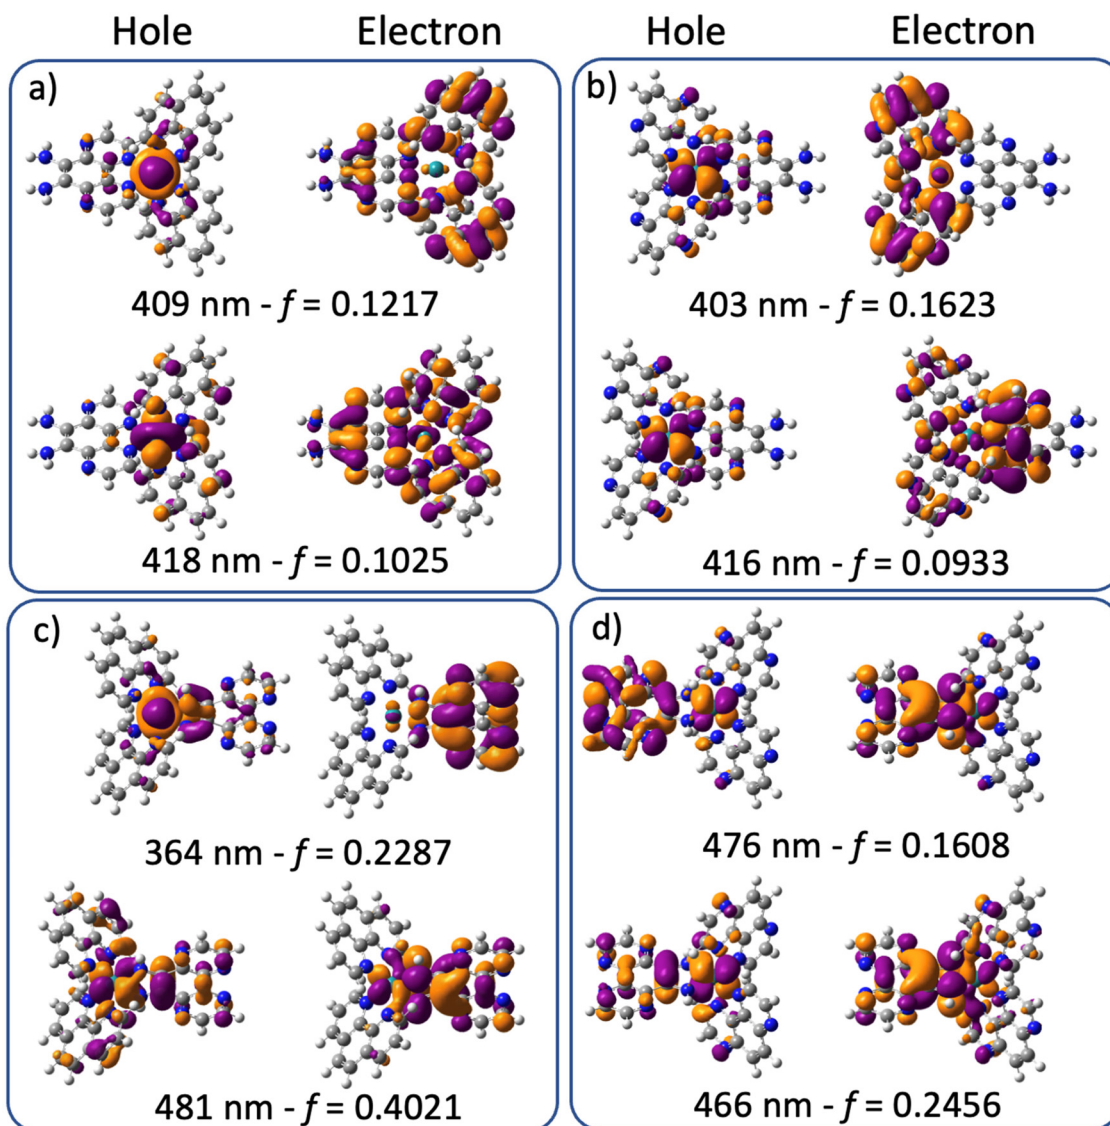 Hole Electron Hole Electron
a)
409 nm - f = 0.1217
418 nm - f = 0.1025
b)
403 nm - f = 0.1623
416 nm - f = 0.0933
c)
364 nm - f = 0.2287
481 nm - f = 0.4021
d)
476 nm - f = 0.1608
466 nm - f = 0.2456